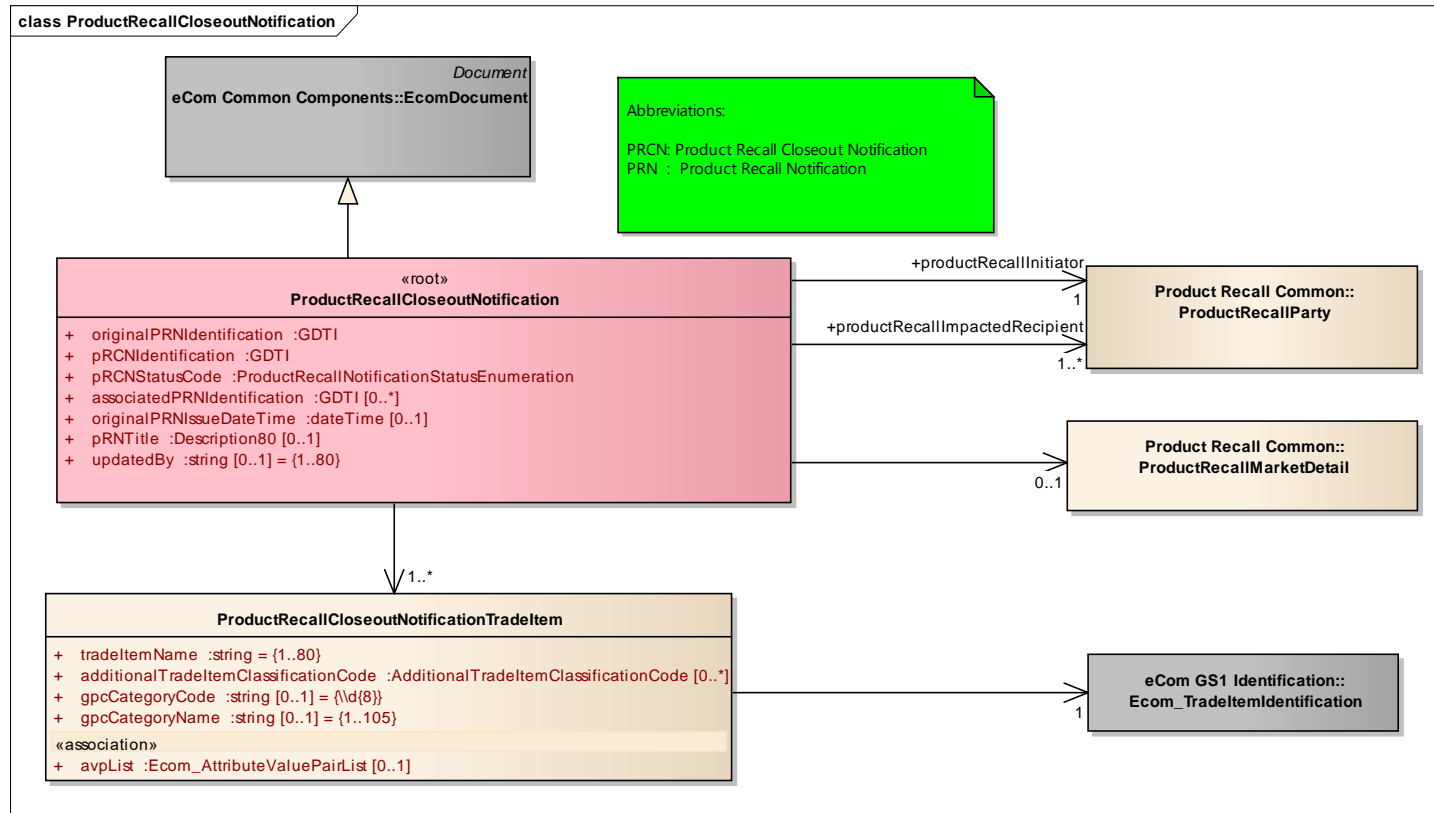 class ProductRecallCloseoutNotification
Document
eCom Common Components::EcomDocument
Abbreviations:
PRCN: Product Recall Closeout Notification
PRN : Product Recall Notification
«root»
ProductRecallCloseoutNotification
+ originalPRNIdentification :GDTI
+ pRCNIdentification :GDTI
+ pRCNStatusCode :ProductRecallNotificationStatusEnumeration
+ associatedPRNIdentification :GDTI [0..*]
+ originalPRNIssueDateTime :dateTime [0..1]
+ pRNTitle :Description80 [0..1]
+ updatedBy :string [0..1] = {1..80}
+productRecallInitiator
1
+productRecallImpactedRecipient
1..*
Product Recall Common::
ProductRecallParty
0..1
Product Recall Common::
ProductRecallMarketDetail
1..*
ProductRecallCloseoutNotificationTradeItem
+ tradeItemName :string = {1..80}
+ additionalTradeItemClassificationCode :AdditionalTradeItemClassificationCode [0..*]
+ gpcCategoryCode :string [0..1] = {\\d{8}}
+ gpcCategoryName :string [0..1] = {1..105}
«association»
+ avpList :Ecom_AttributeValuePairList [0..1]
1
eCom GS1 Identification::
Ecom_TradeItemIdentification